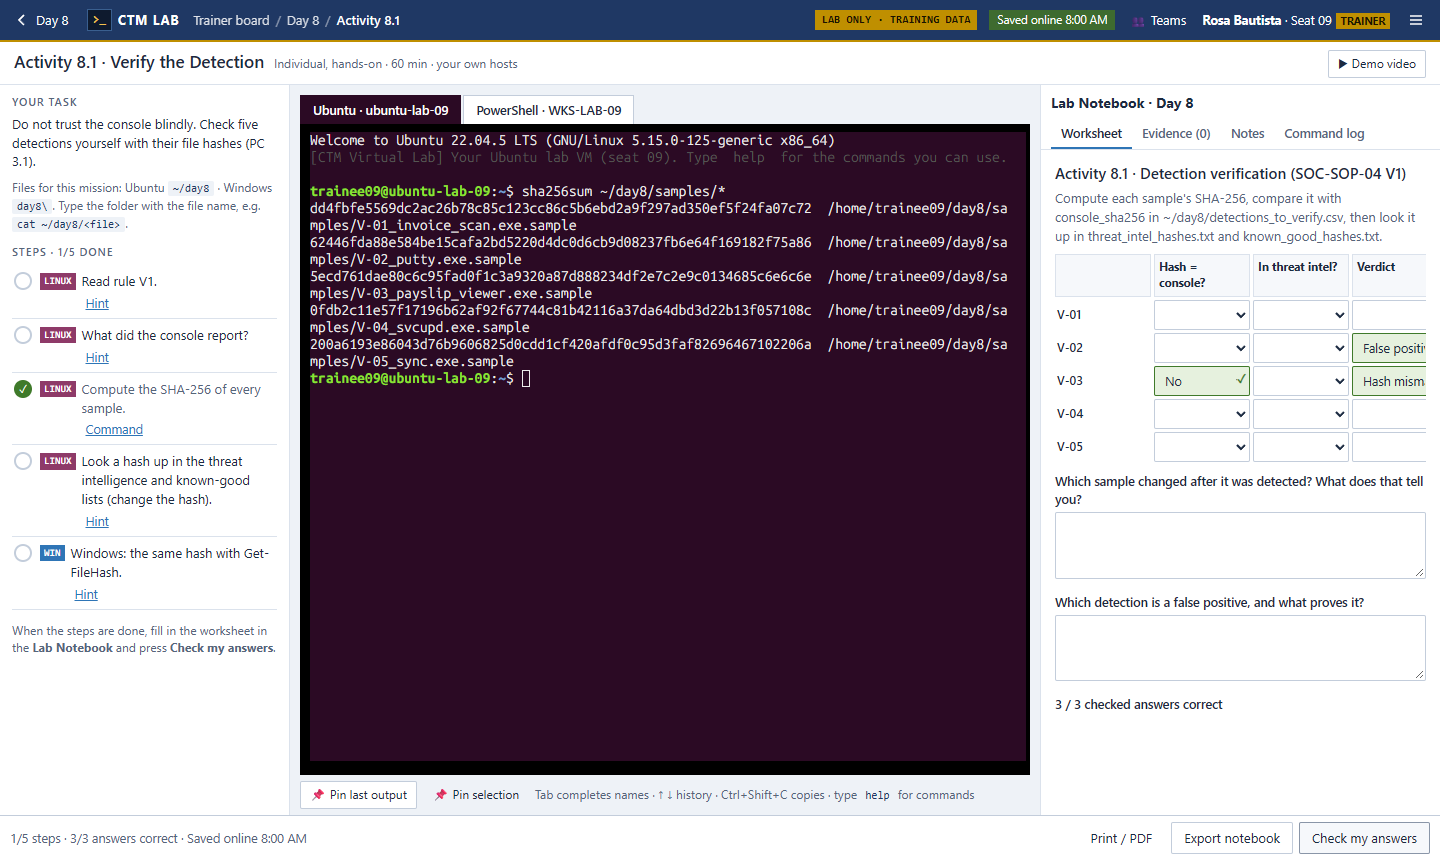 Day 8
>_ CTM LAB
Trainer board / Day 8 / Activity 8.1
LAB ONLY · TRAINING DATA
Saved online 8:00 AM
Teams
Rosa Bautista · Seat 09 TRAINER
Activity 8.1 · Verify the Detection
Individual, hands-on · 60 min · your own hosts
▶ Demo video
YOUR TASK
Do not trust the console blindly. Check five
detections yourself with their file hashes (PC
3.1).
Files for this mission: Ubuntu ~/day8 · Windows
day8\ . Type the folder with the file name, e.g.
cat ~/day8/<file> .
STEPS · 1/5 DONE
LINUX Read rule V1.
Hint
LINUX What did the console report?
Hint
LINUX Compute the SHA-256 of every
sample.
Command
LINUX Look a hash up in the threat
intelligence and known-good
lists (change the hash).
Hint
WIN Windows: the same hash with Get-
FileHash.
Hint
When the steps are done, fill in the worksheet in
the Lab Notebook and press Check my answers.
Ubuntu · ubuntu-lab-09
PowerShell · WKS-LAB-09
Welcome to Ubuntu 22.04.5 LTS (GNU/Linux 5.15.0-125-generic x86_64)
[CTM Virtual Lab] Your Ubuntu lab VM (seat 09). Type help for the commands you can use.
trainee09@ubuntu-lab-09:~$ sha256sum ~/day8/samples/*
dd4fbfe5569dc2ac26b78c85c123cc86c5b6ebd2a9f297ad350ef5f24fa07c72 /home/trainee09/day8/sa
mples/V-01_invoice_scan.exe.sample
62446fda88e584be15cafa2bd5220d4dc0d6cb9d08237fb6e64f169182f75a86 /home/trainee09/day8/sa
mples/V-02_putty.exe.sample
5ecd761dae80c6c95fad0f1c3a9320a87d888234df2e7c2e9c0134685c6e6c6e /home/trainee09/day8/sa
mples/V-03_payslip_viewer.exe.sample
0fdb2c11e57f17196b62af92f67744c81b42116a37da64dbd3d22b13f057108c /home/trainee09/day8/sa
mples/V-04_svcupd.exe.sample
200a6193e86043d76b9606825d0cdd1cf420afdf0c95d3faf82696467102206a /home/trainee09/day8/sa
mples/V-05_sync.exe.sample
trainee09@ubuntu-lab-09:~$
Pin last output
Pin selection
Tab completes names · ↑↓ history · Ctrl+Shift+C copies · type help for commands
Lab Notebook · Day 8
Worksheet Evidence (0) Notes Command log
Activity 8.1 · Detection verification (SOC-SOP-04 V1)
Compute each sample's SHA-256, compare it with
console_sha256 in ~/day8/detections_to_verify.csv, then look it
up in threat_intel_hashes.txt and known_good_hashes.txt.
Hash = console? In threat intel? Verdict
V-01
V-02 False positiv
V-03 No Hash mism
V-04
V-05
Which sample changed after it was detected? What does that tell
you?
Which detection is a false positive, and what proves it?
3 / 3 checked answers correct
1/5 steps · 3/3 answers correct · Saved online 8:00 AM
Print / PDF
Export notebook
Check my answers